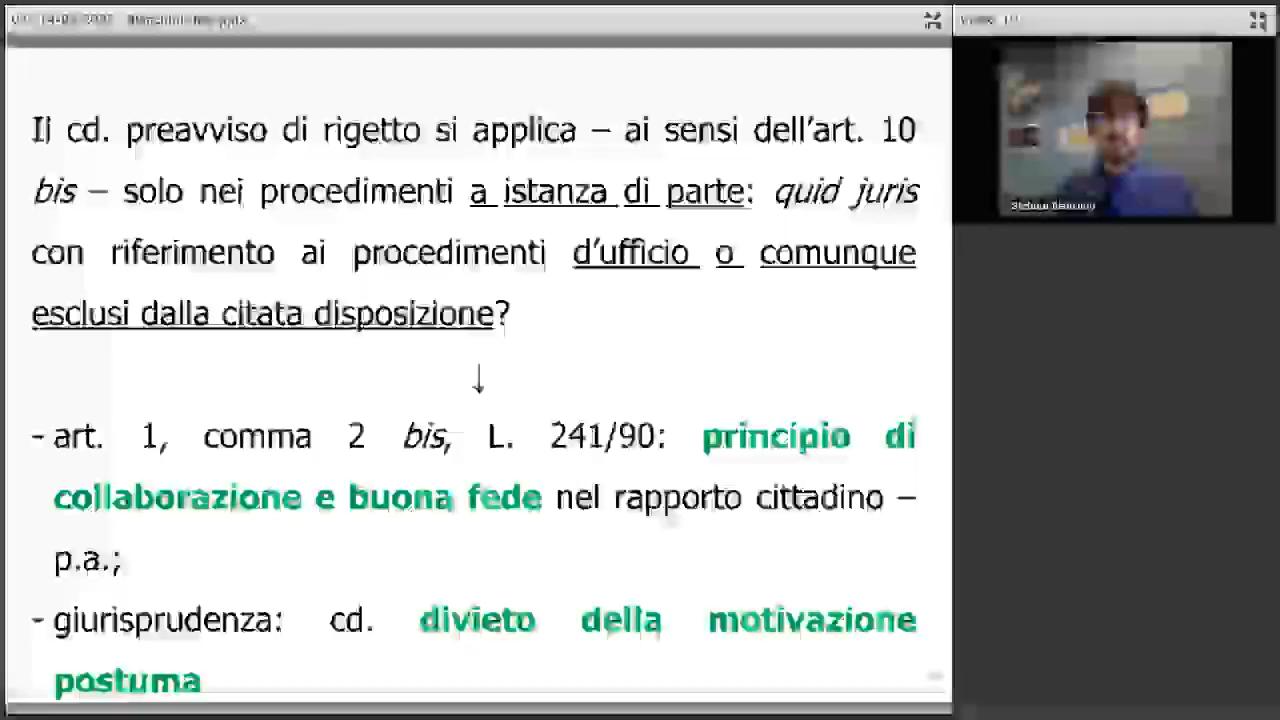 Il cd. preavviso di rigetto si applica – ai sensi dell’art. 10
bis – solo nei procedimenti a istanza di parte: quid juris
con riferimento ai procedimenti d’ufficio o comunque
esclusi dalla citata disposizione?
↓
- art. 1, comma 2 bis, L. 241/90: principio di
collaborazione e buona fede nel rapporto cittadino –
p.a.;
- giurisprudenza: cd. divieto della motivazione
postuma